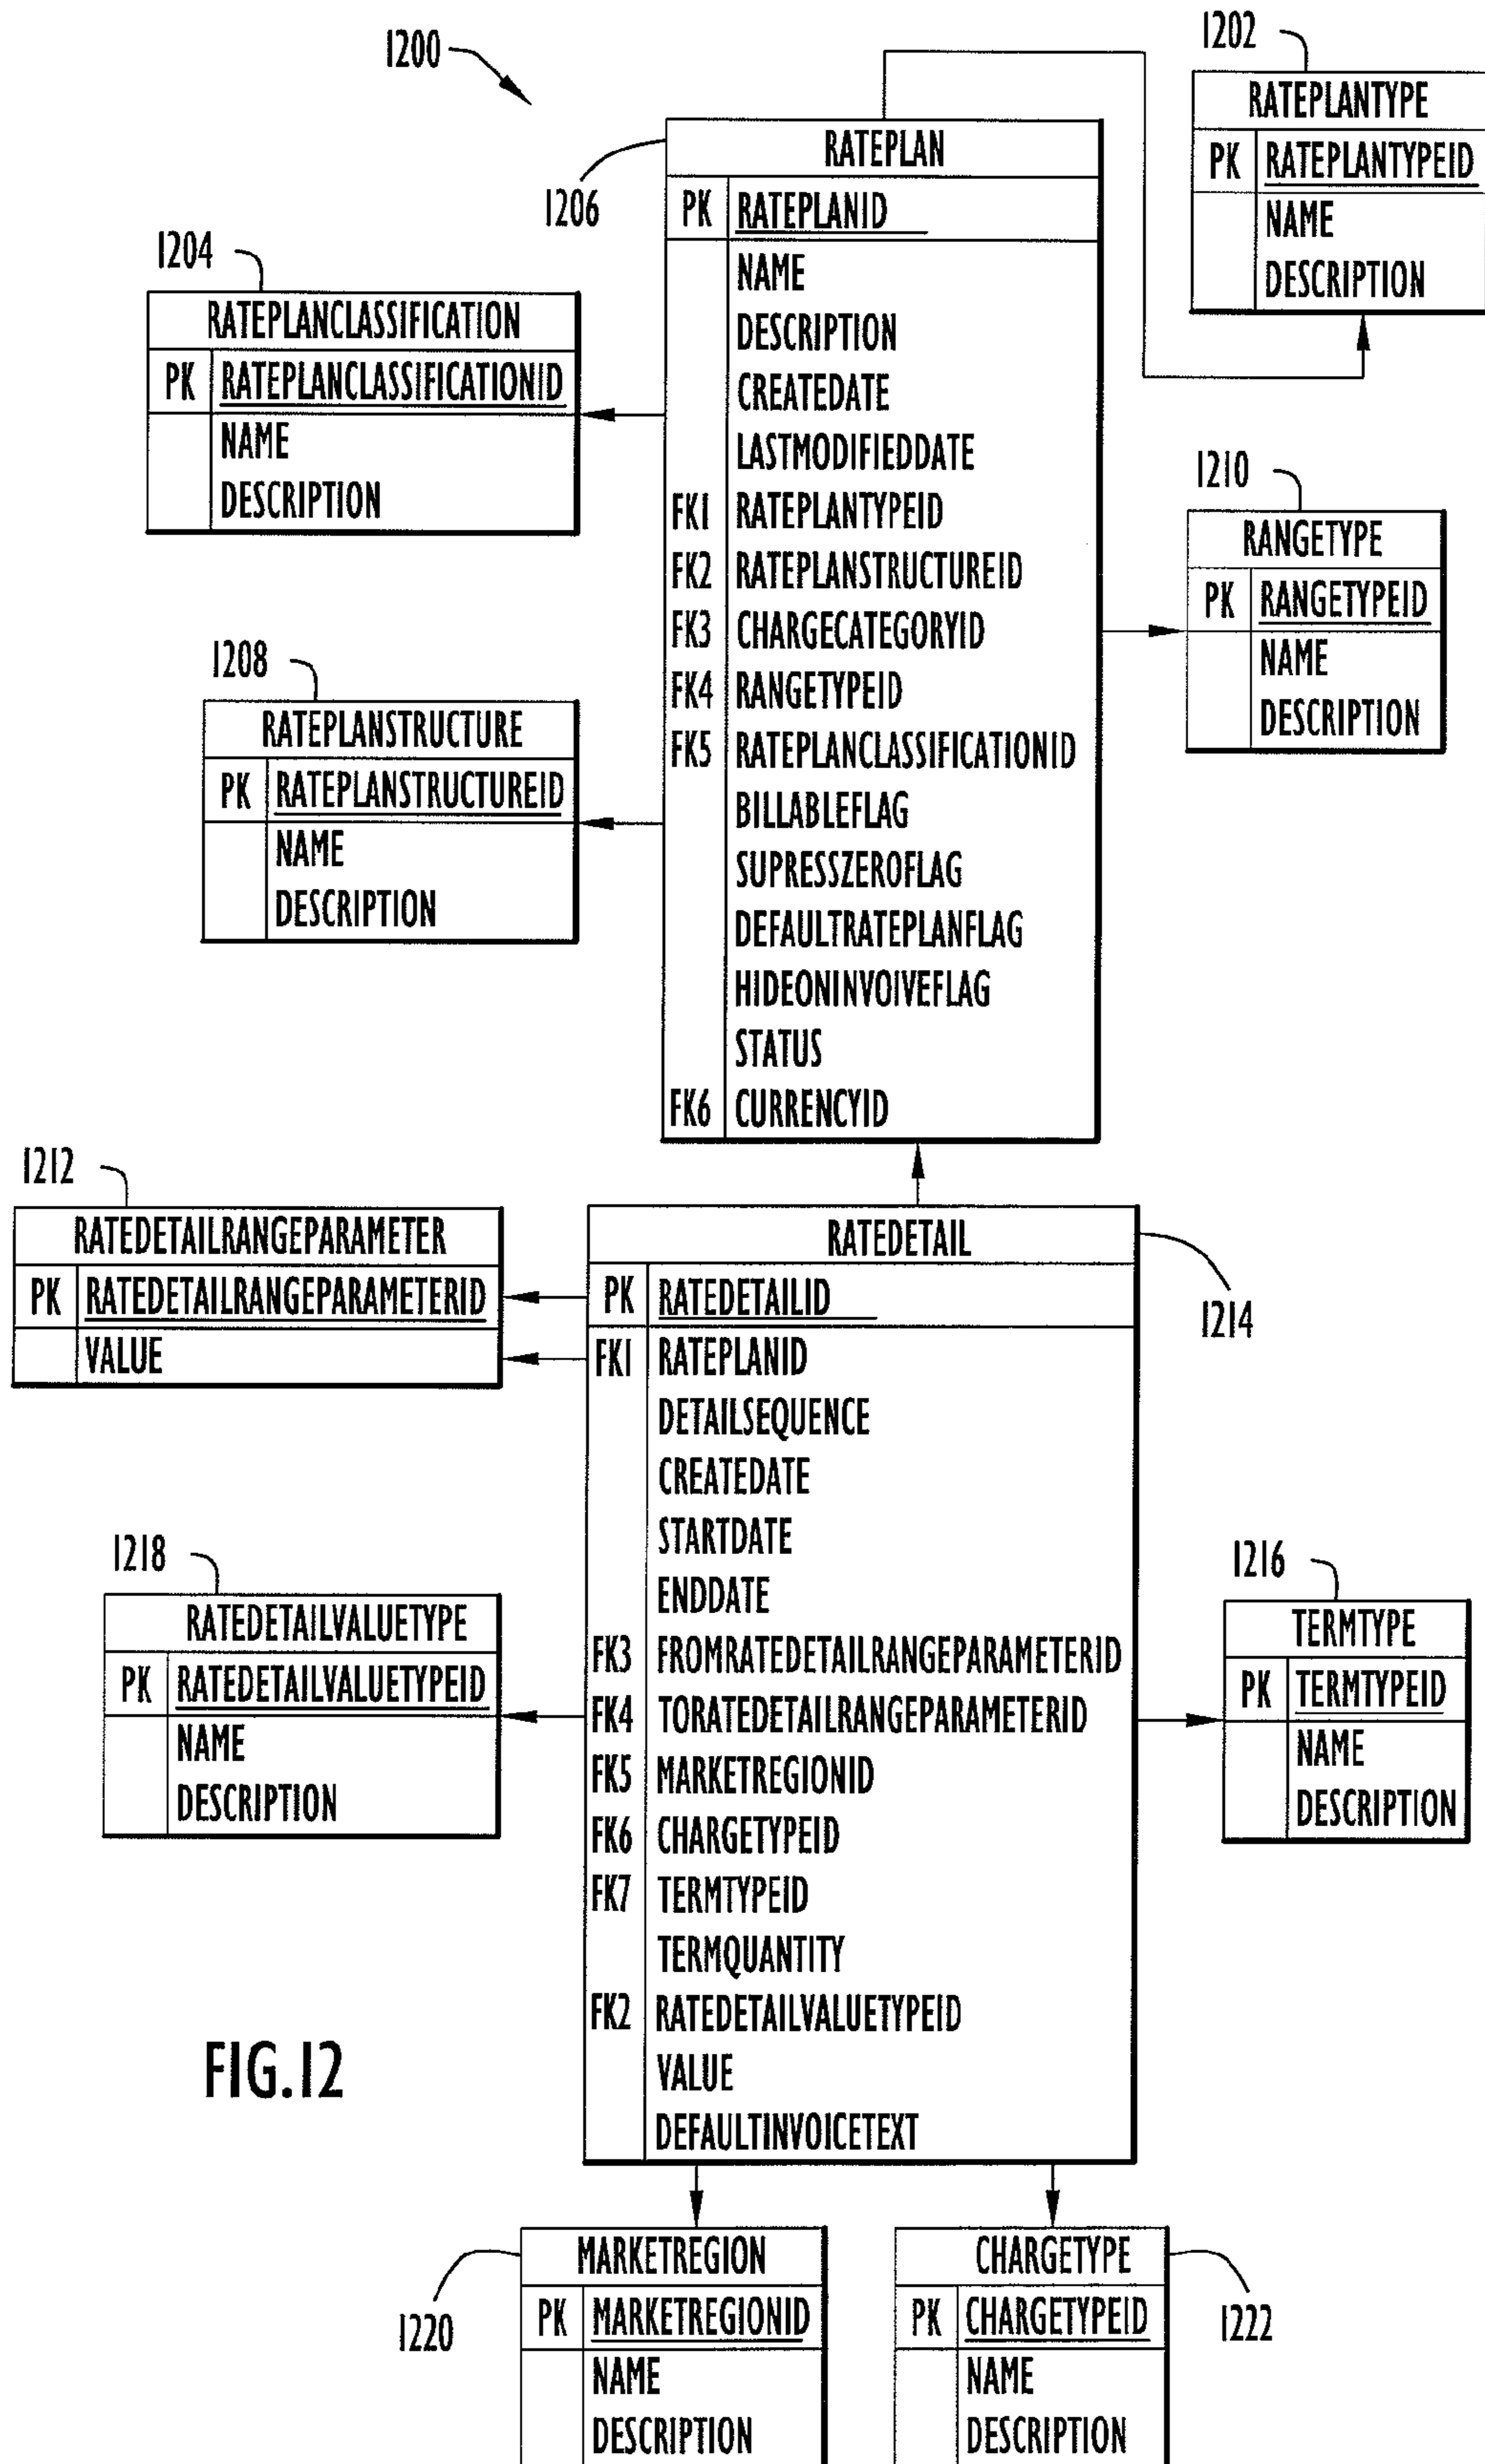 1200
1202
RATEPLANTYPE
PK RATEPLANTYPEID
NAME
DESCRIPTION
1206
RATEPLAN
PK RATEPLANID
NAME
DESCRIPTION
CREATEDATE
LASTMODIFIEDDATE
FK1 RATEPLANTYPEID
FK2 RATEPLANSTRUCTUREID
FK3 CHARGECATEGORYID
FK4 RANGETYPEID
FK5 RATEPLANCLASSIFICATIONID
BILLABLEFLAG
SUPRESSZEROFLAG
DEFAULTRATEPLANFLAG
HIDEONINVOIVEFLAG
STATUS
FK6 CURRENCYID
1204
RATEPLANCLASSIFICATION
PK RATEPLANCLASSIFICATIONID
NAME
DESCRIPTION
1210
RANGETYPE
PK RANGETYPEID
NAME
DESCRIPTION
1208
RATEPLANSTRUCTURE
PK RATEPLANSTRUCTUREID
NAME
DESCRIPTION
1212
RATEDETAILRANGEPARAMETER
PK RATEDETAILRANGEPARAMETERID
VALUE
RATEDETAIL
PK RATEDETAILID
FK1 RATEPLANID
DETAILSEQUENCE
CREATEDATE
STARTDATE
ENDDATE
FK3 FROMRATEDETAILRANGEPARAMETERID
FK4 TORATEDETAILRANGEPARAMETERID
FK5 MARKETREGIONID
FK6 CHARGETYPEID
FK7 TERMTYPEID
TERMQUANTITY
FK2 RATEDETAILVALUETYPEID
VALUE
DEFAULTINVOICETEXT
1214
1218
RATEDETAILVALUETYPE
PK RATEDETAILVALUETYPEID
NAME
DESCRIPTION
1216
TERMTYPE
PK TERMTYPEID
NAME
DESCRIPTION
FIG.12
1220
MARKETREGION
PK MARKETREGIONID
NAME
DESCRIPTION
CHARGETYPE
PK CHARGETYPEID
NAME
DESCRIPTION
1222